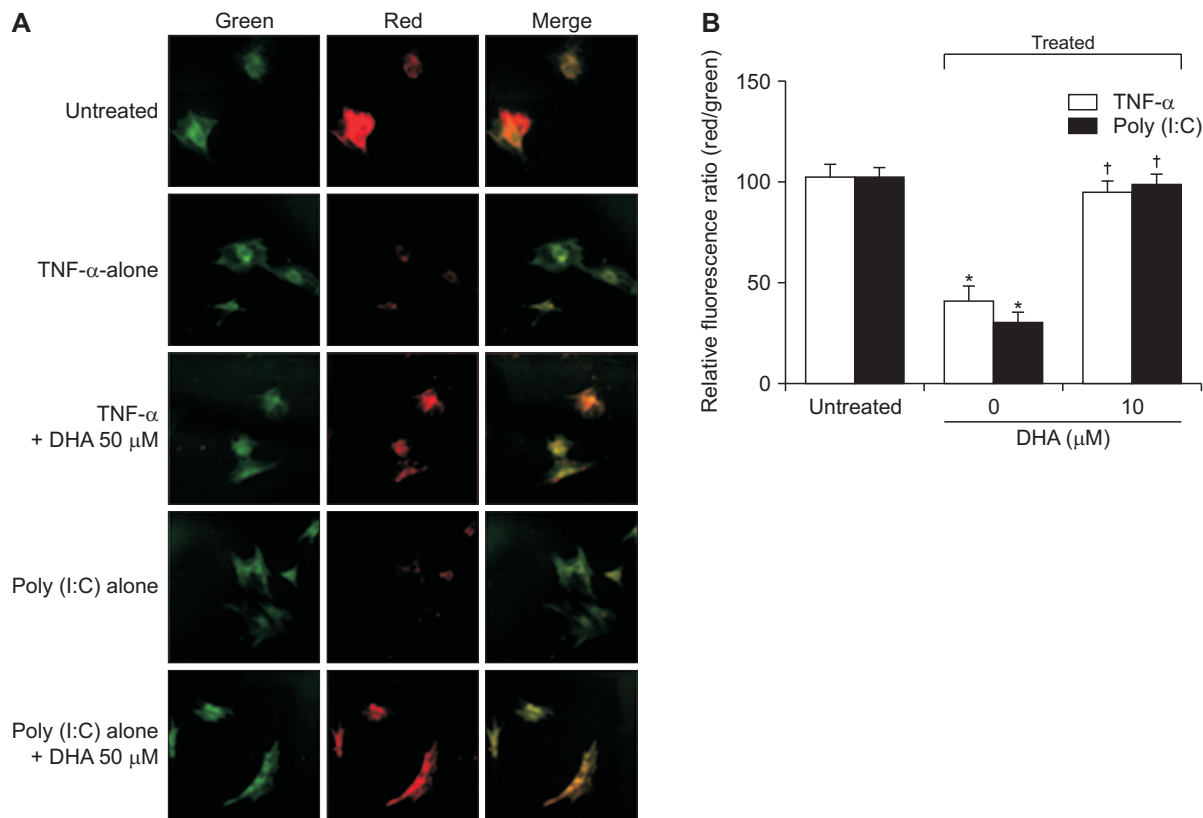 A
Green Red Merge
Untreated
TNF-α-alone
TNF-α
+ DHA 50 μM
Poly (I:C) alone
Poly (I:C) alone
+ DHA 50 μM
B
Treated
TNF-α
Poly (I:C)
Relative fluorescence ratio (red/green)
150
100
50
0
* * † †
Untreated 0 10
DHA (μM)